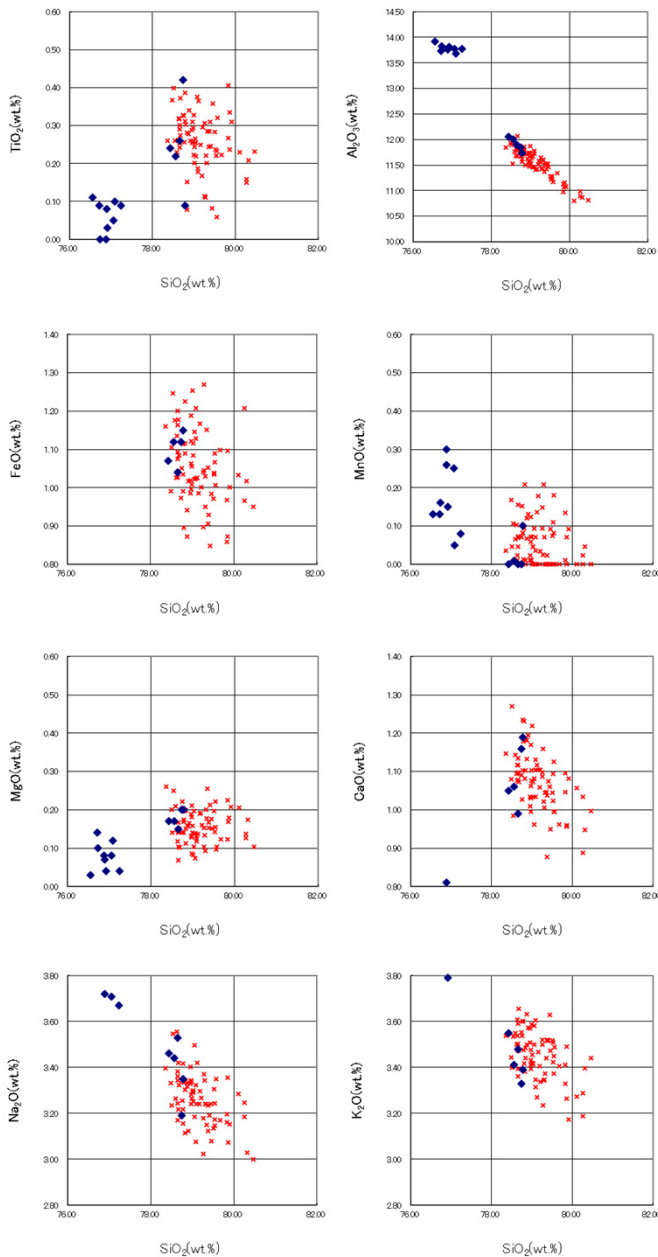 0.60
0.50
0.40
0.30
0.20
0.10
0.00
76.00 78.00 80.00 82.00
TiO2(wt.%)
SiO2(wt.%)
14.50
14.00
13.50
13.00
12.50
12.00
11.50
11.00
10.50
10.00
76.00 78.00 80.00 82.00
Al2O3(wt.%)
SiO2(wt.%)
1.40
1.30
1.20
1.10
1.00
0.90
0.80
76.00 78.00 80.00 82.00
FeO(wt.%)
SiO2(wt.%)
0.60
0.50
0.40
0.30
0.20
0.10
0.00
76.00 78.00 80.00 82.00
MnO(wt.%)
SiO2(wt.%)
0.60
0.50
0.40
0.30
0.20
0.10
0.00
76.00 78.00 80.00 82.00
MgO(wt.%)
SiO2(wt.%)
1.40
1.30
1.20
1.10
1.00
0.90
0.80
76.00 78.00 80.00 82.00
CaO(wt.%)
SiO2(wt.%)
3.80
3.60
3.40
3.20
3.00
2.80
76.00 78.00 80.00 82.00
Na2O(wt.%)
SiO2(wt.%)
3.80
3.60
3.40
3.20
3.00
2.80
76.00 78.00 80.00 82.00
K2O(wt.%)
SiO2(wt.%)